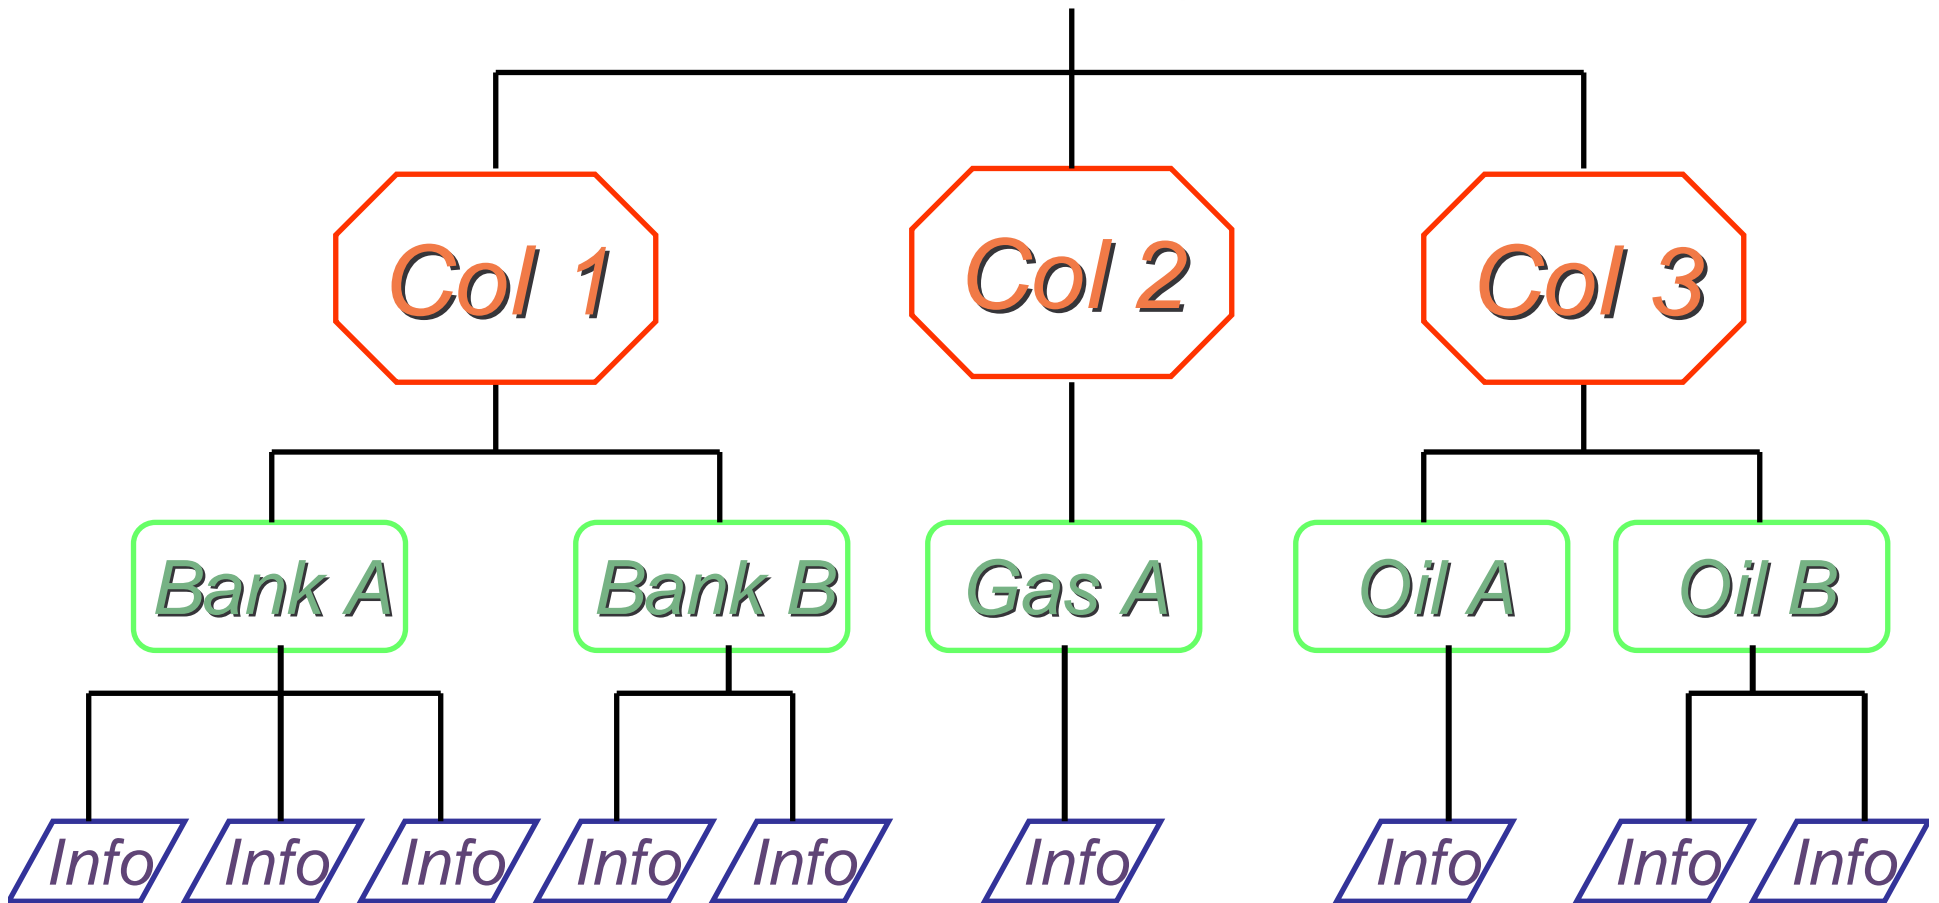 Col 1
Col 2
Col 3
Bank A
Bank B
Gas A
Oil A
Oil B
Info
Info
Info
Info
Info
Info
Info
Info
Info